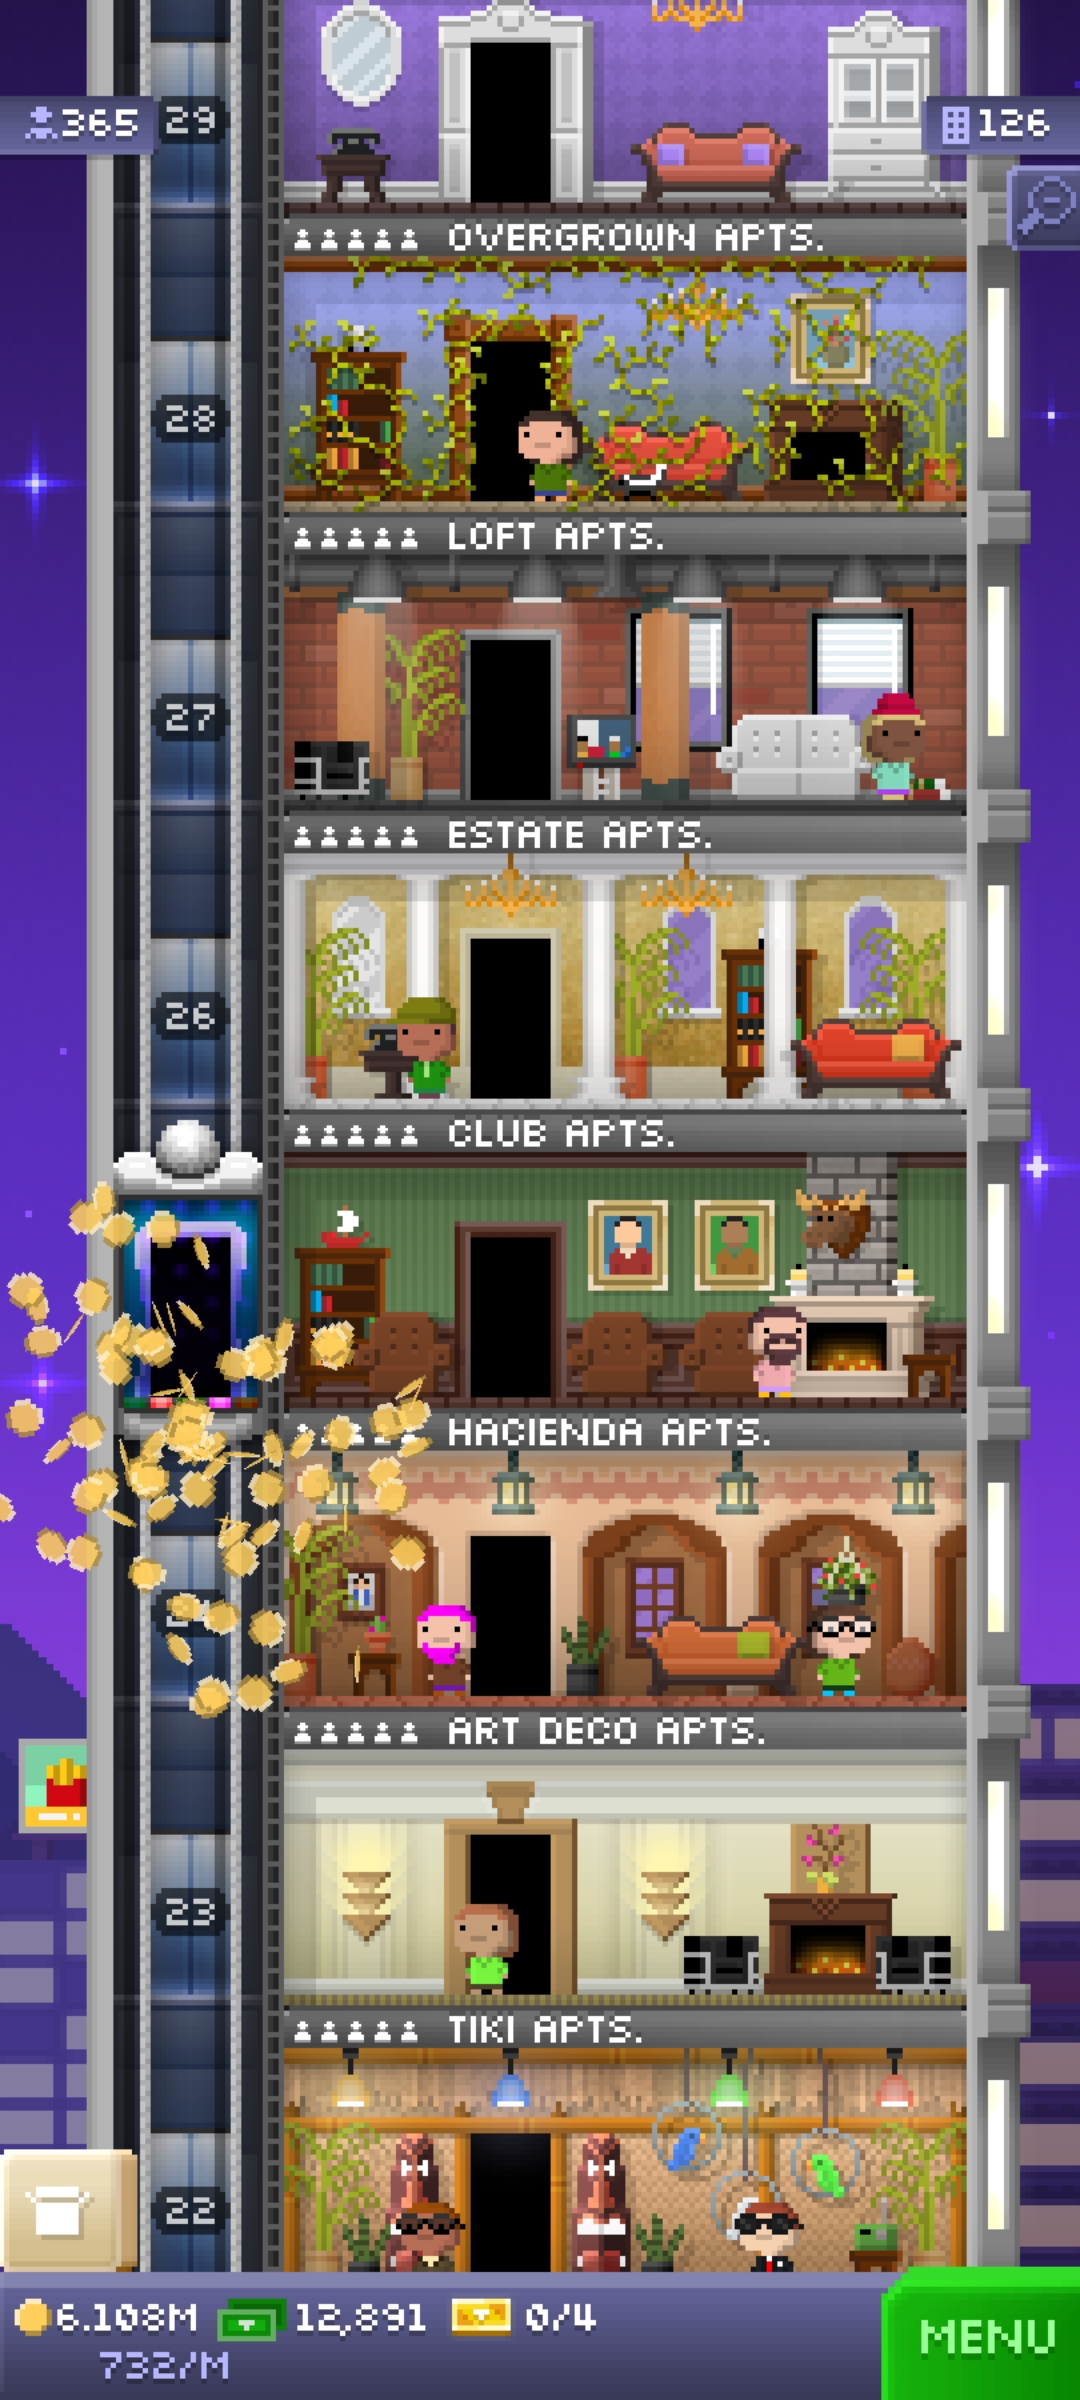 365
29
126
OVERGROWN APTS.
28
LOFT APTS.
27
ESTATE APTS.
26
CLUB APTS.
HACIENDA APTS.
ART DECO APTS.
23
TIKI APTS.
22
6.108M
12,891
0/4
732/M
MENU